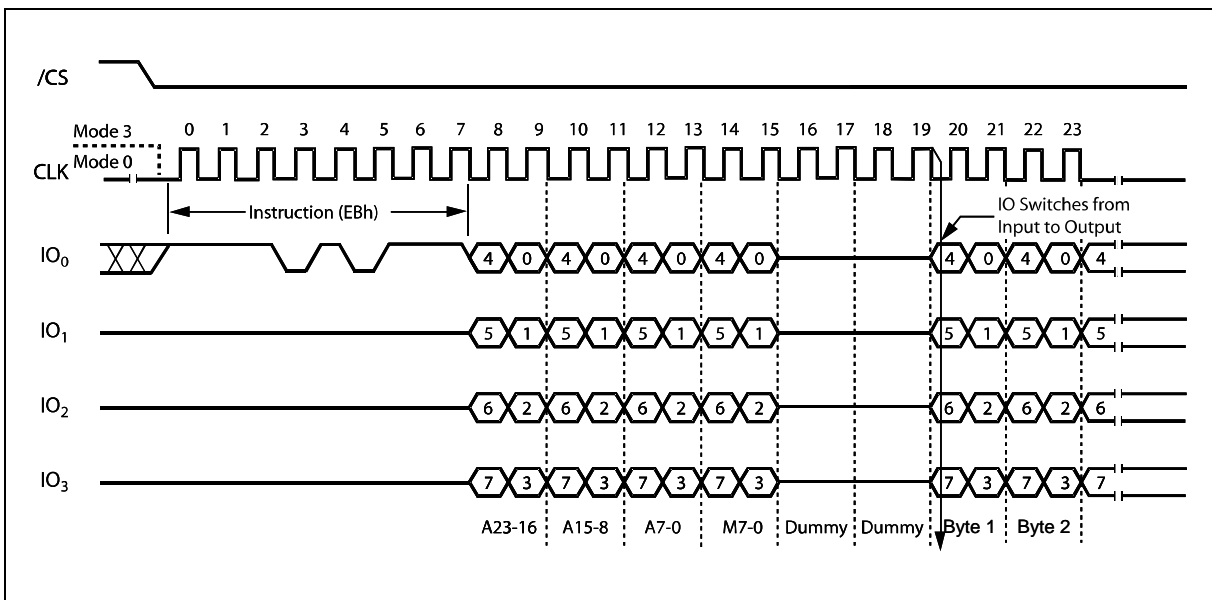 /CS
Mode 3
0 1 2 3 4 5 6 7 8 9 10 11 12 13 14 15 16 17 18 19 20 21 22 23
Mode 0
CLK
Instruction (EBh)
IO Switches from
Input to Output
IO0
4 0 4 0 4 0 4 0 4 0 4 0 4
IO1
5 1 5 1 5 1 5 1 5 1 5 1 5
IO2
6 2 6 2 6 2 6 2 6 2 6 2 6
IO3
7 3 7 3 7 3 7 3 7 3 7 3 7
A23-16 A15-8 A7-0 M7-0 Dummy Dummy Byte 1 Byte 2